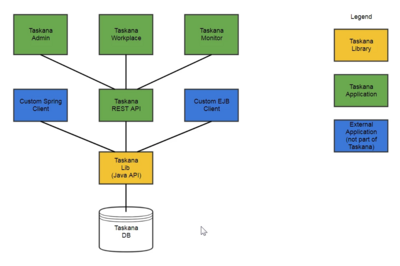 Taskana
Admin
Taskana
Workplace
Taskana
Monitor
Custom Spring
Client
Taskana
REST API
Custom EJB
Client
Taskana
Lib
(Java API)
Taskana
DB
Legend
Taskana
Library
Taskana
Application
External
Application
(not part of
Taskana)